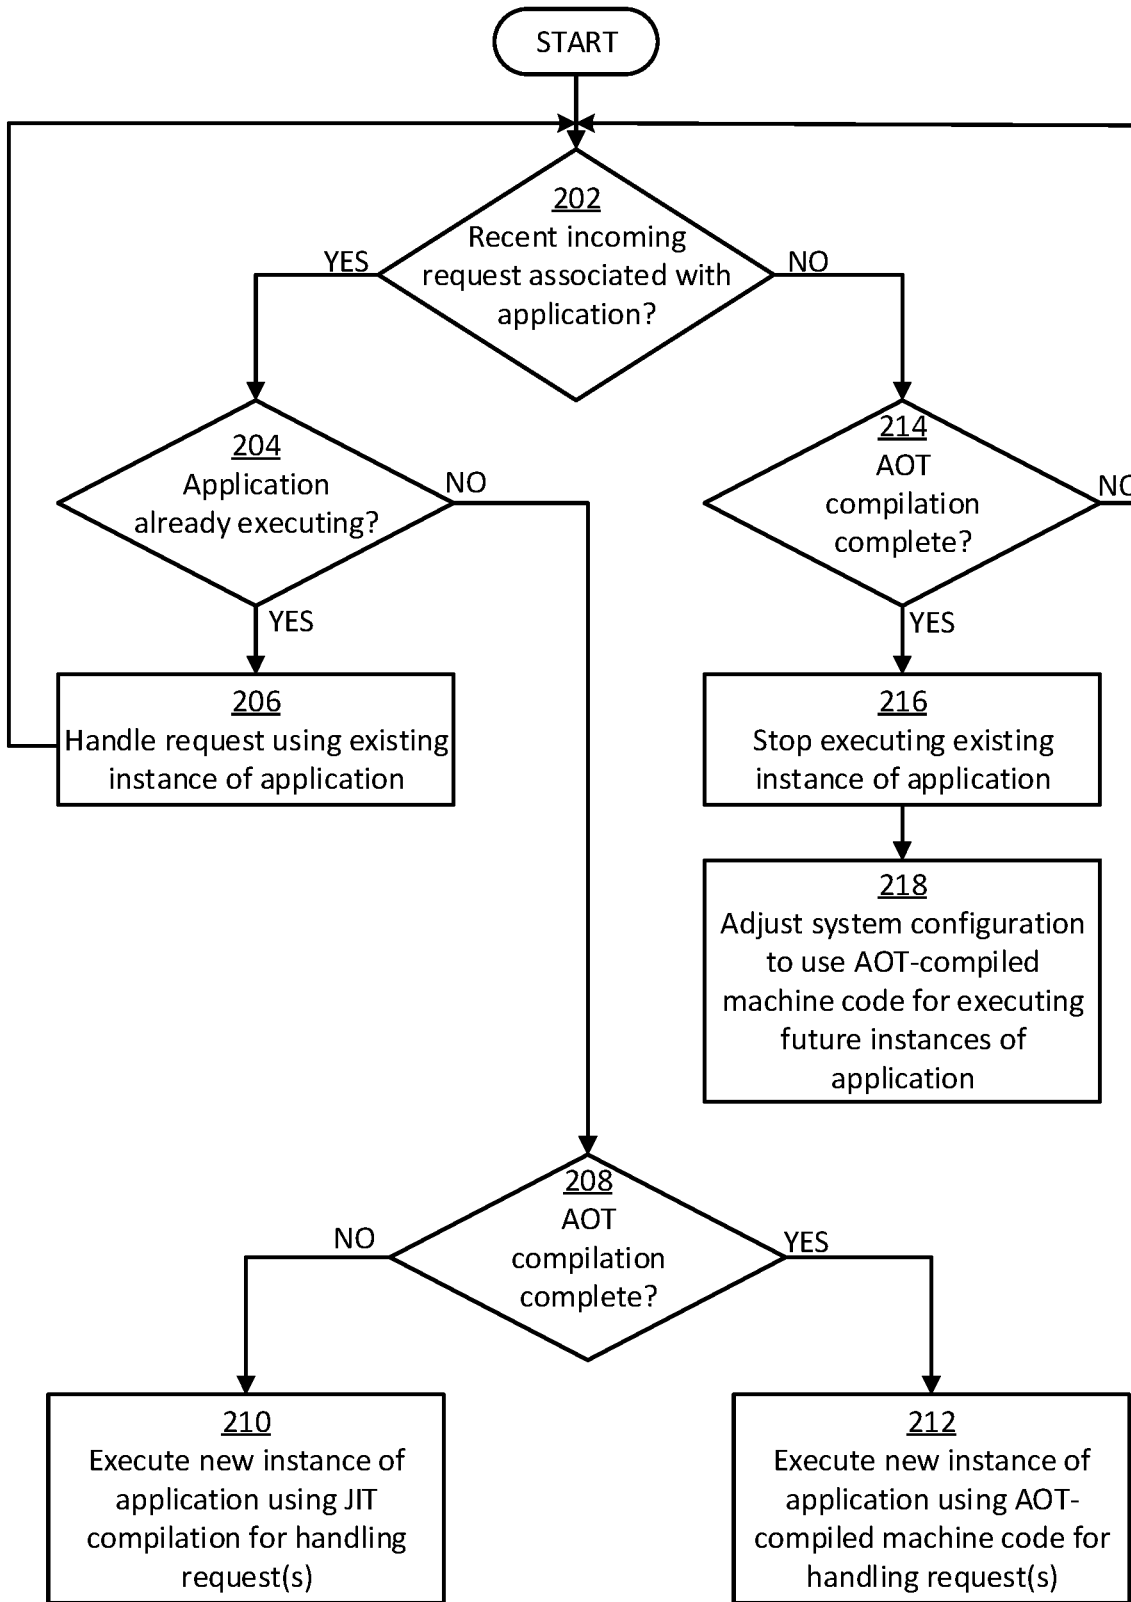 START
202
Recent incoming
request associated with
application?
YES
NO
204
Application
already executing?
NO
YES
214
AOT
compilation
complete?
NO
YES
206
Handle request using existing
instance of application
216
Stop executing existing
instance of application
218
Adjust system configuration
to use AOT-compiled
machine code for executing
future instances of
application
208
AOT
compilation
complete?
NO
YES
210
Execute new instance of
application using JIT
compilation for handling
request(s)
212
Execute new instance of
application using AOT-
compiled machine code for
handling request(s)